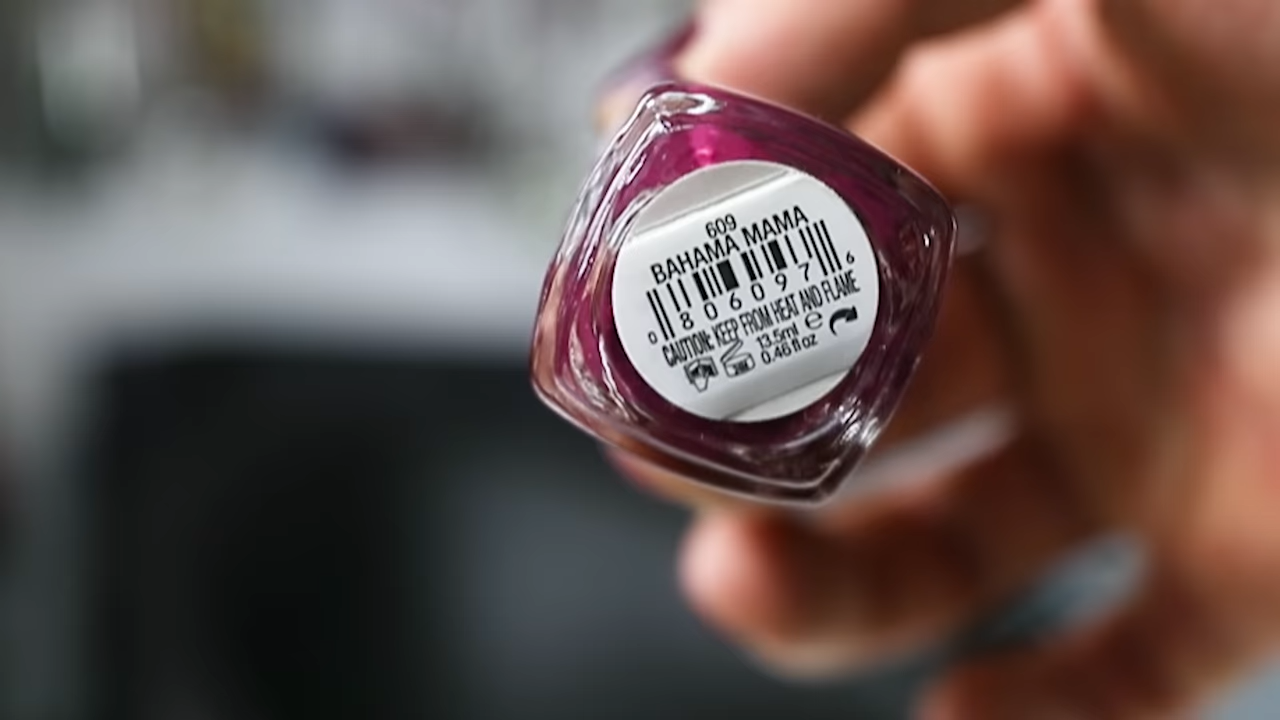 609
BAHAMA MAMA
0 806097 6
CAUTION: KEEP FROM HEAT AND FLAME
13.5ml e
0.46 fl oz